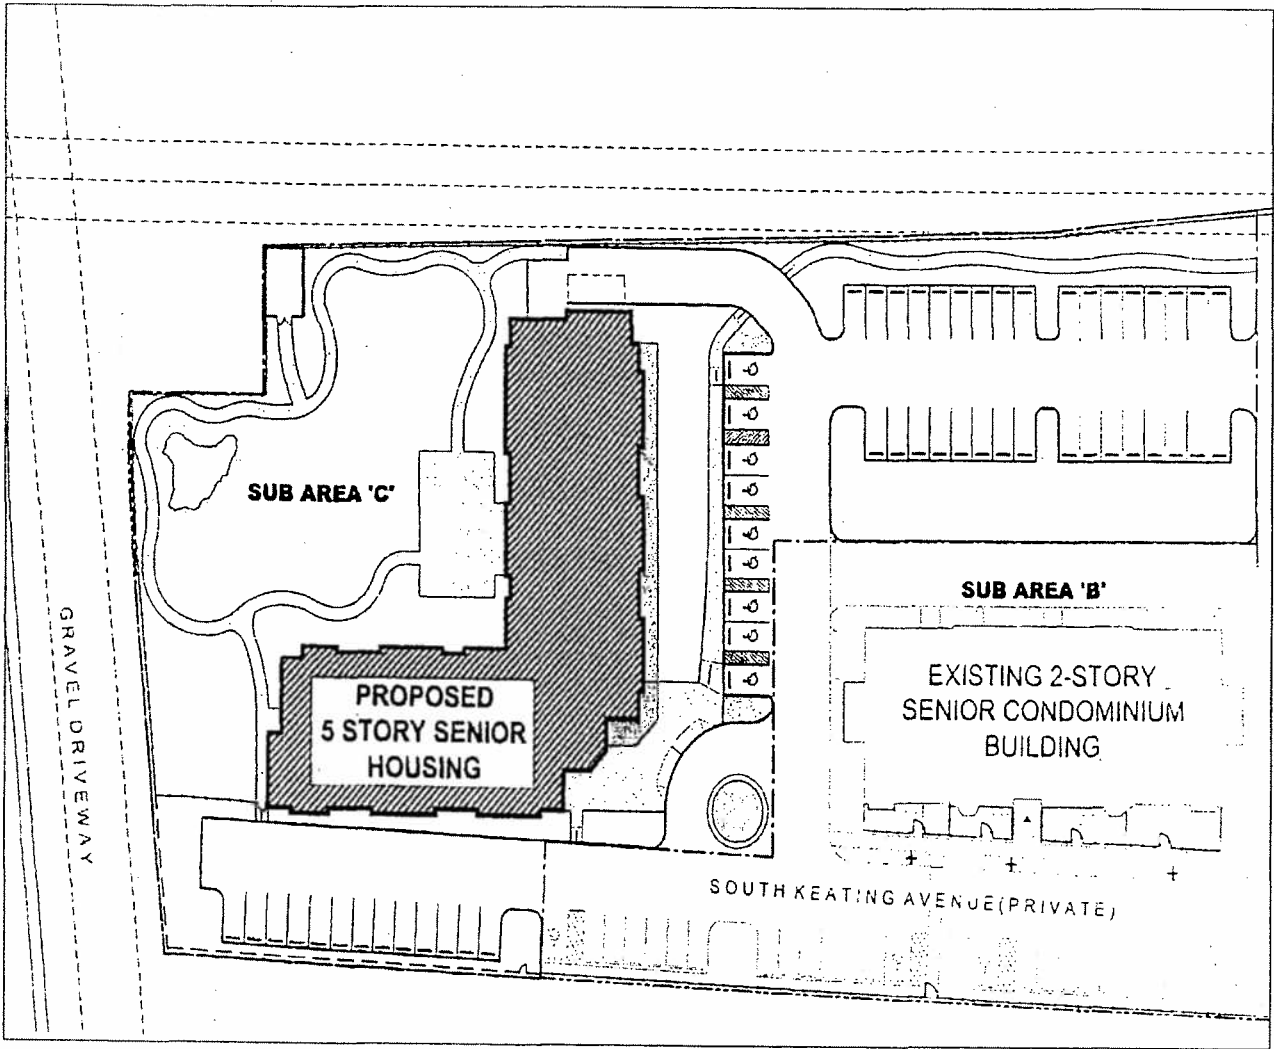 SUB AREA 'C'
SUB AREA 'B'
EXISTING 2-STORY
SENIOR CONDOMINIUM
BUILDING
PROPOSED
5 STORY SENIOR
HOUSING
GRAVEL DRIVEWAY
SOUTH KEATING AVENUE(PRIVATE)